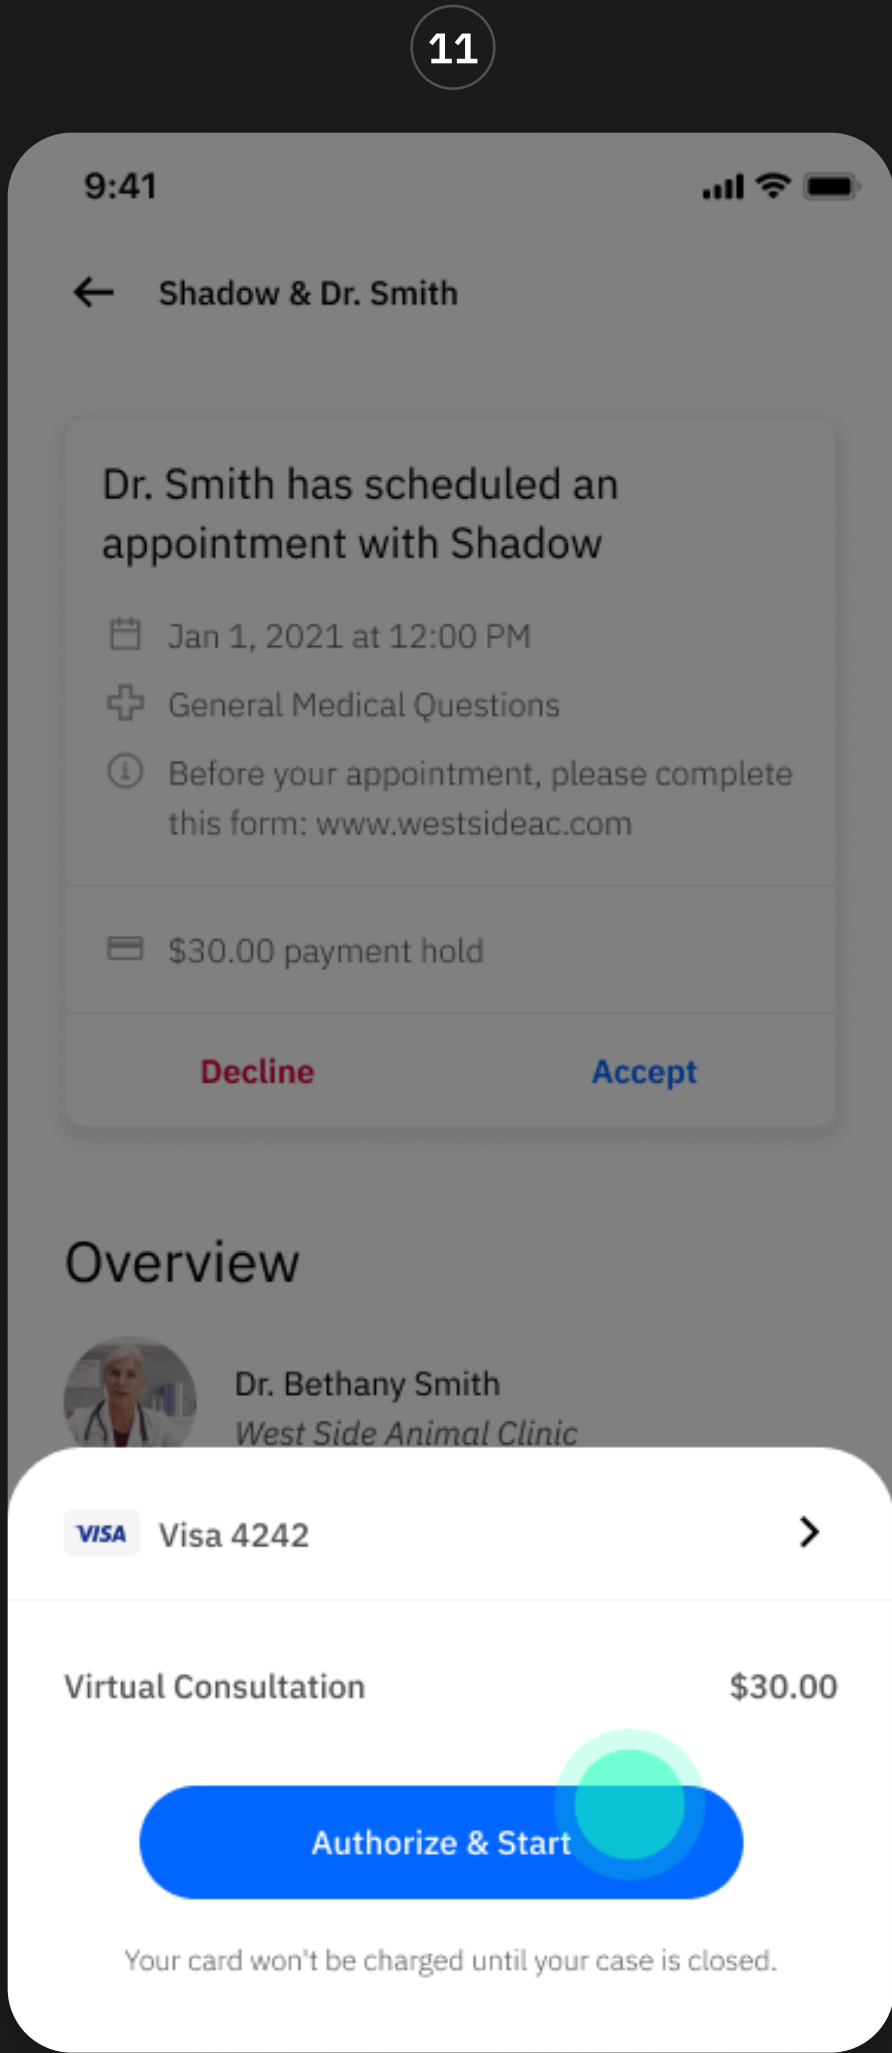 11
9:41
Shadow & Dr. Smith
Dr. Smith has scheduled an
appointment with Shadow
Jan 1, 2021 at 12:00 PM
General Medical Questions
Before your appointment, please complete
this form: www.westsideac.com
$30.00 payment hold
Decline Accept
Overview
Dr. Bethany Smith
West Side Animal Clinic
VISA Visa 4242
Virtual Consultation $30.00
Authorize & Start
Your card won't be charged until your case is closed.